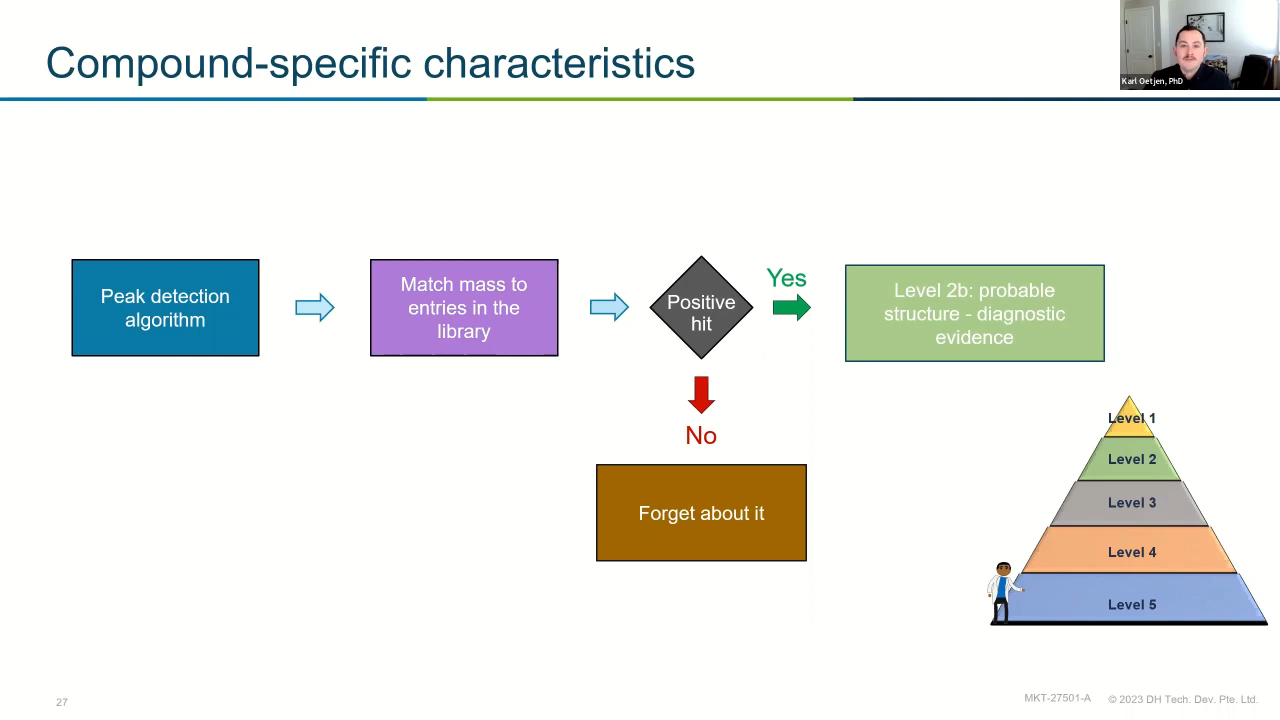 Compound-specific characteristics
Karl Oetjen, PhD
Peak detection
algorithm
Match mass to
entries in the
library
Positive
hit
Yes
Level 2b: probable
structure - diagnostic
evidence
No
Forget about it
Level 1
Level 2
Level 3
Level 4
Level 5
27
MKT-27501-A
© 2023 DH Tech. Dev. Pte. Ltd.